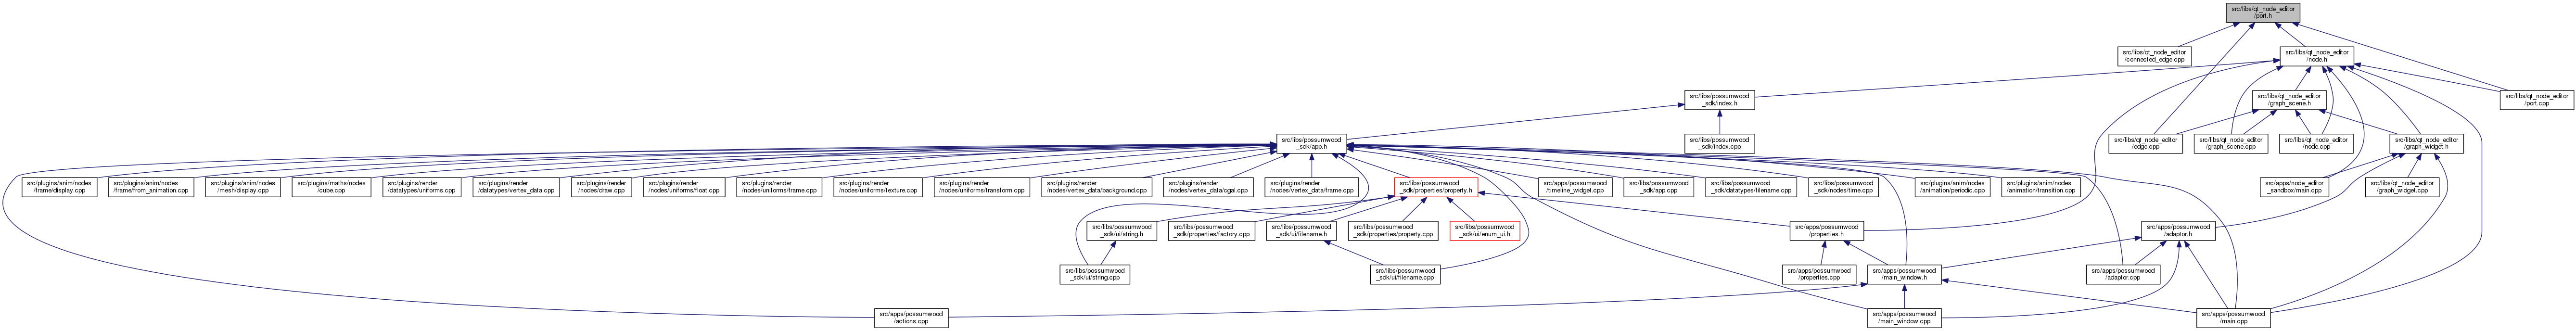 src/libs/qt_node_editor
/port.h
src/libs/qt_node_editor
/connected_edge.cpp
src/libs/qt_node_editor
/node.h
src/libs/possumwood
_sdk/index.h
src/libs/qt_node_editor
/graph_scene.h
src/libs/qt_node_editor
/port.cpp
src/libs/possumwood
_sdk/app.h
src/libs/possumwood
_sdk/index.cpp
src/libs/qt_node_editor
/edge.cpp
src/libs/qt_node_editor
/graph_scene.cpp
src/libs/qt_node_editor
/node.cpp
src/libs/qt_node_editor
/graph_widget.h
src/plugins/anim/nodes
/frame/display.cpp
src/plugins/anim/nodes
/frame/from_animation.cpp
src/plugins/anim/nodes
/mesh/display.cpp
src/plugins/maths/nodes
/cube.cpp
src/plugins/render
/datatypes/uniforms.cpp
src/plugins/render
/datatypes/vertex_data.cpp
src/plugins/render
/nodes/draw.cpp
src/plugins/render
/nodes/uniforms/float.cpp
src/plugins/render
/nodes/uniforms/frame.cpp
src/plugins/render
/nodes/uniforms/texture.cpp
src/plugins/render
/nodes/uniforms/transform.cpp
src/plugins/render
/nodes/vertex_data/background.cpp
src/plugins/render
/nodes/vertex_data/cgal.cpp
src/plugins/render
/nodes/vertex_data/frame.cpp
src/libs/possumwood
_sdk/properties/property.h
src/apps/possumwood
/timeline_widget.cpp
src/libs/possumwood
_sdk/app.cpp
src/libs/possumwood
_sdk/datatypes/filename.cpp
src/libs/possumwood
_sdk/nodes/time.cpp
src/plugins/anim/nodes
/animation/periodic.cpp
src/plugins/anim/nodes
/animation/transition.cpp
src/apps/node_editor
_sandbox/main.cpp
src/libs/qt_node_editor
/graph_widget.cpp
src/libs/possumwood
_sdk/ui/string.h
src/libs/possumwood
_sdk/properties/factory.cpp
src/libs/possumwood
_sdk/ui/filename.h
src/libs/possumwood
_sdk/properties/property.cpp
src/libs/possumwood
_sdk/ui/enum_ui.h
src/apps/possumwood
/properties.h
src/apps/possumwood
/adaptor.h
src/libs/possumwood
_sdk/ui/string.cpp
src/libs/possumwood
_sdk/ui/filename.cpp
src/apps/possumwood
/properties.cpp
src/apps/possumwood
/main_window.h
src/apps/possumwood
/adaptor.cpp
src/apps/possumwood
/actions.cpp
src/apps/possumwood
/main_window.cpp
src/apps/possumwood
/main.cpp